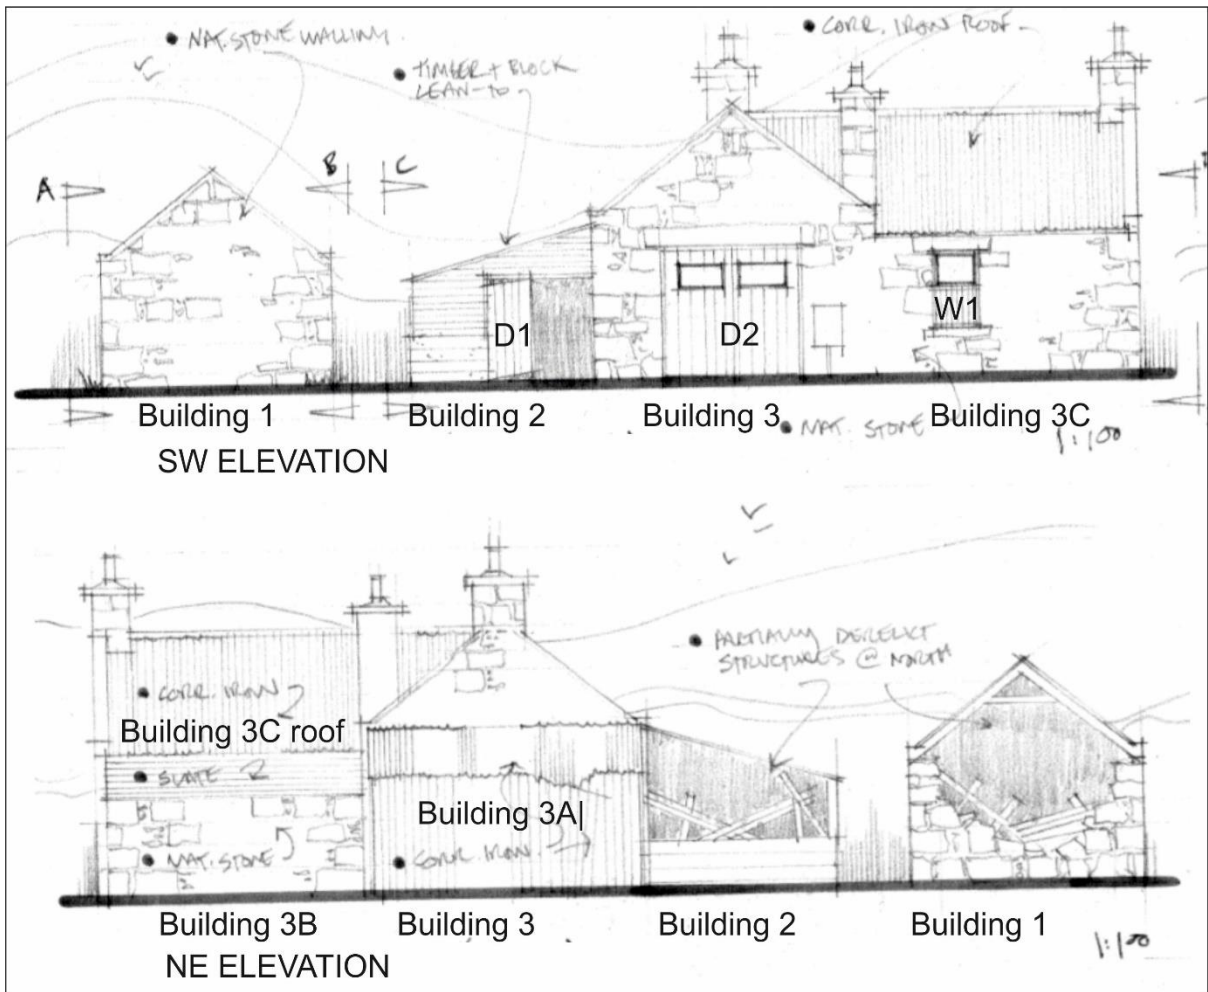 NAT. STONE WALLING.
TIMBER + BLOCK
LEAN-TO
CORR. IRON ROOF
A
B
C
D1
D2
W1
Building 1
Building 2
Building 3
Building 3C
NAT. STONE
1:100
SW ELEVATION
PARTIALLY DERELICT
STRUCTURES @ NORTH
CORR. IRON
Building 3C roof
SLATE
Building 3A|
NAT. STONE
CORR. IRON
Building 3B
Building 3
Building 2
Building 1
1:100
NE ELEVATION